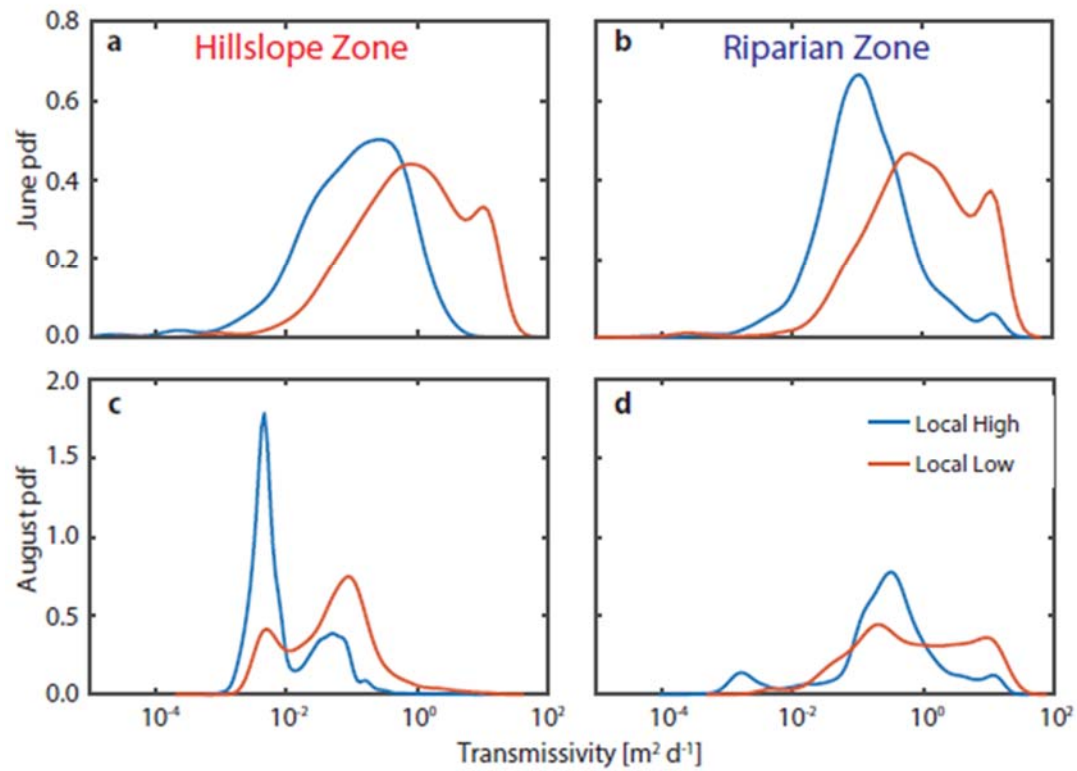 a Hillslope Zone
b Riparian Zone
June pdf
0.8
0.6
0.4
0.2
0.0
c
d
Local High
Local Low
August pdf
2.0
1.5
1.0
0.5
0.0
10⁻⁴ 10⁻² 10⁰ 10² 10⁻⁴ 10⁻² 10⁰ 10²
Transmissivity [m² d⁻¹]